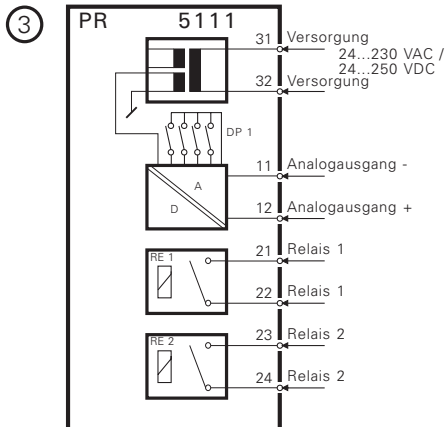 3
PR 5111
31 Versorgung
24...230 VAC /
24...250 VDC
32 Versorgung
DP 1
11 Analogausgang -
A
D
12 Analogausgang +
21 Relais 1
RE 1
22 Relais 1
23 Relais 2
RE 2
24 Relais 2